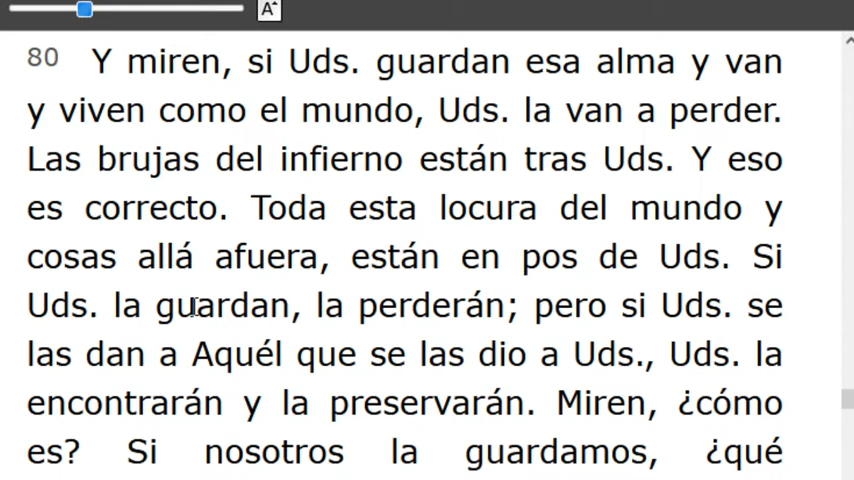 A
80 Y miren, si Uds. guardan esa alma y van
y viven como el mundo, Uds. la van a perder.
Las brujas del infierno están tras Uds. Y eso
es correcto. Toda esta locura del mundo y
cosas allá afuera, están en pos de Uds. Si
Uds. la guardan, la perderán; pero si Uds. se
las dan a Aquél que se las dio a Uds., Uds. la
encontrarán y la preservarán. Miren, ¿cómo
es? Si nosotros la guardamos, ¿qué